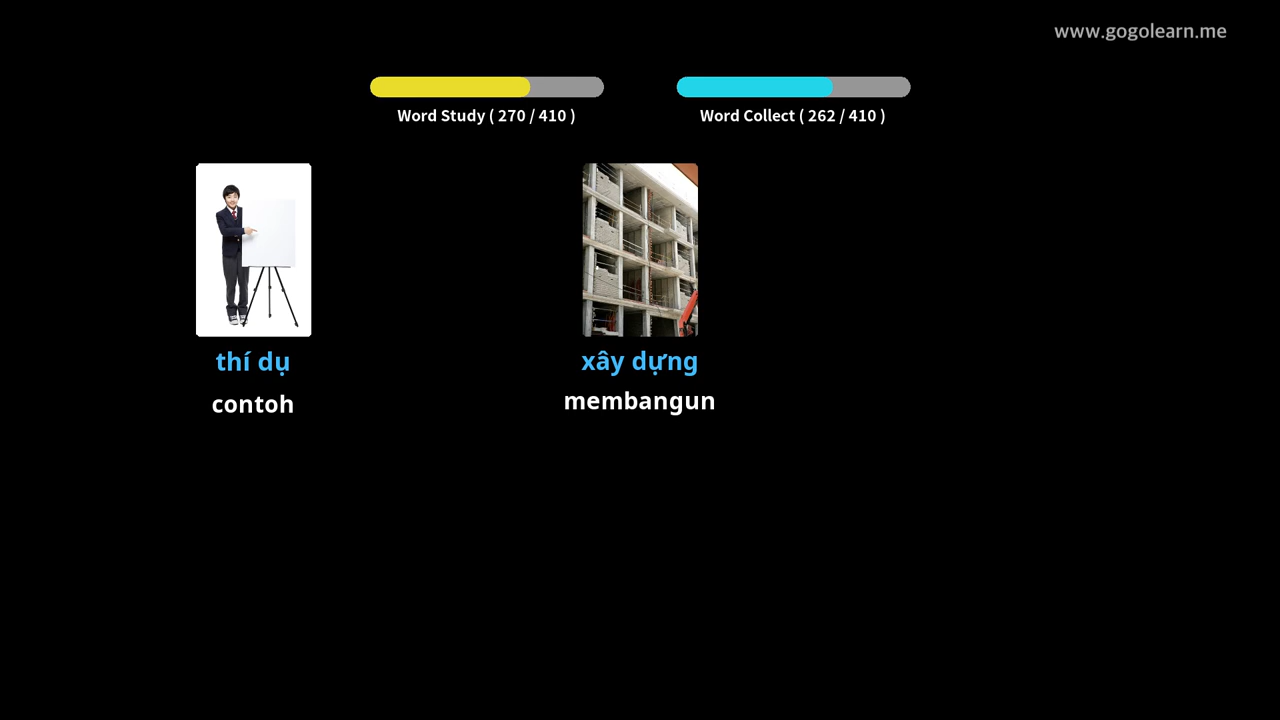 www.gogolearn.me
Word Study ( 270 / 410 )
Word Collect ( 262 / 410 )
thí dụ
contoh
xây dựng
membangun